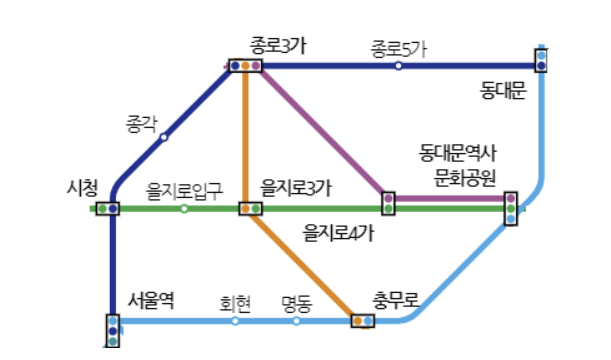 종로3가
종로5가
동대문
종각
동대문역사
문화공원
시청
을지로입구
을지로3가
을지로4가
서울역
회현
명동
충무로